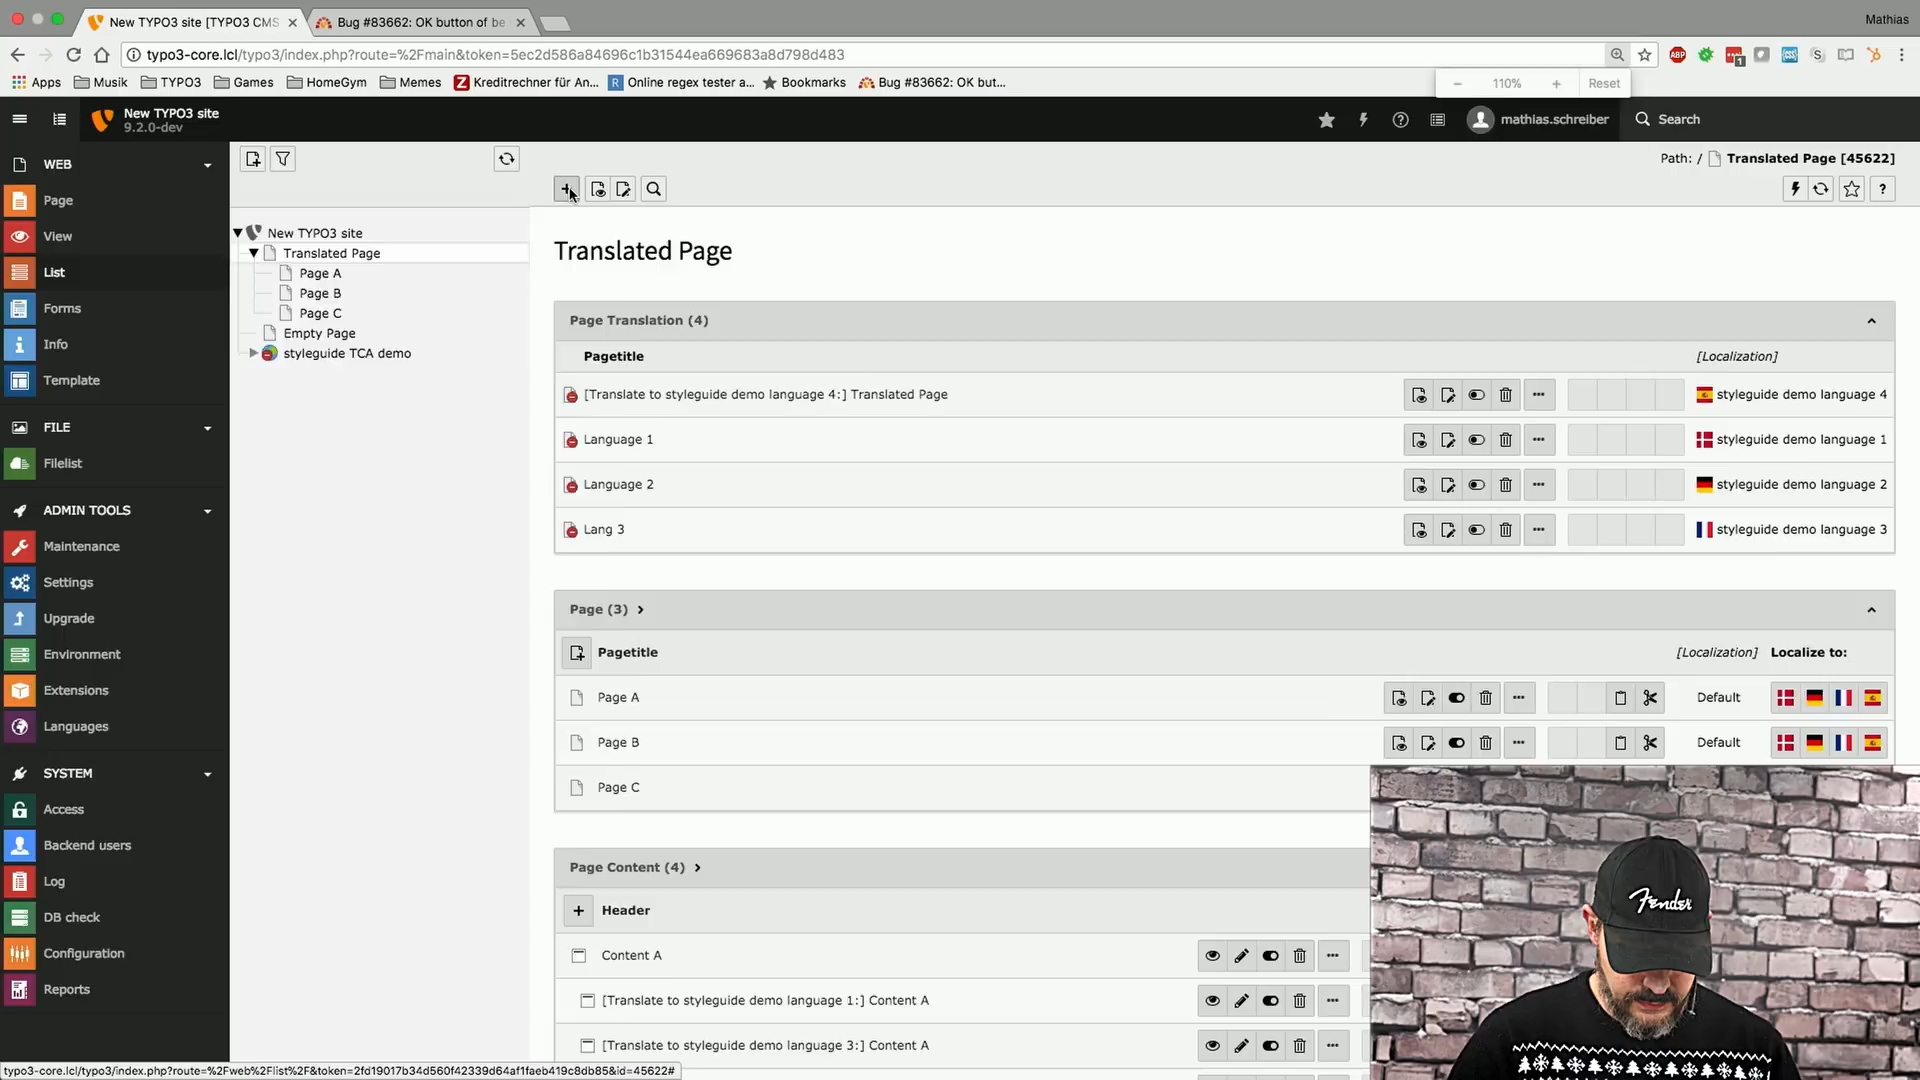 New TYPO3 site [TYPO3 CMS
Bug #83662: OK button of be
Mathias
typo3-core.lcl/typo3/index.php?route=%2Fmain&token=5ec2d586a84696c1b31544ea669683a8d798d483
Apps
Musik
TYPO3
Games
HomeGym
Memes
Kreditrechner für An...
Online regex tester a...
Bookmarks
Bug #83662: OK but...
110%
Reset
New TYPO3 site
9.2.0-dev
mathias.schreiber
Search
WEB
Page
View
List
Forms
Info
Template
FILE
Filelist
ADMIN TOOLS
Maintenance
Settings
Upgrade
Environment
Extensions
Languages
SYSTEM
Access
Backend users
Log
DB check
Configuration
Reports
New TYPO3 site
Translated Page
Page A
Page B
Page C
Empty Page
styleguide TCA demo
Path: / Translated Page [45622]
Translated Page
Page Translation (4)
Pagetitle [Localization]
[Translate to styleguide demo language 4:] Translated Page styleguide demo language 4
Language 1 styleguide demo language 1
Language 2 styleguide demo language 2
Lang 3 styleguide demo language 3
Page (3)
Pagetitle [Localization] Localize to:
Page A Default
Page B Default
Page C
Page Content (4)
Header
Content A
[Translate to styleguide demo language 1:] Content A
[Translate to styleguide demo language 3:] Content A
Fender
typo3-core.lcl/typo3/index.php?route=%2Fweb%2Flist%2F&token=2fd19017b34d560f42339d64af1faeb419c8db85&id=45622#